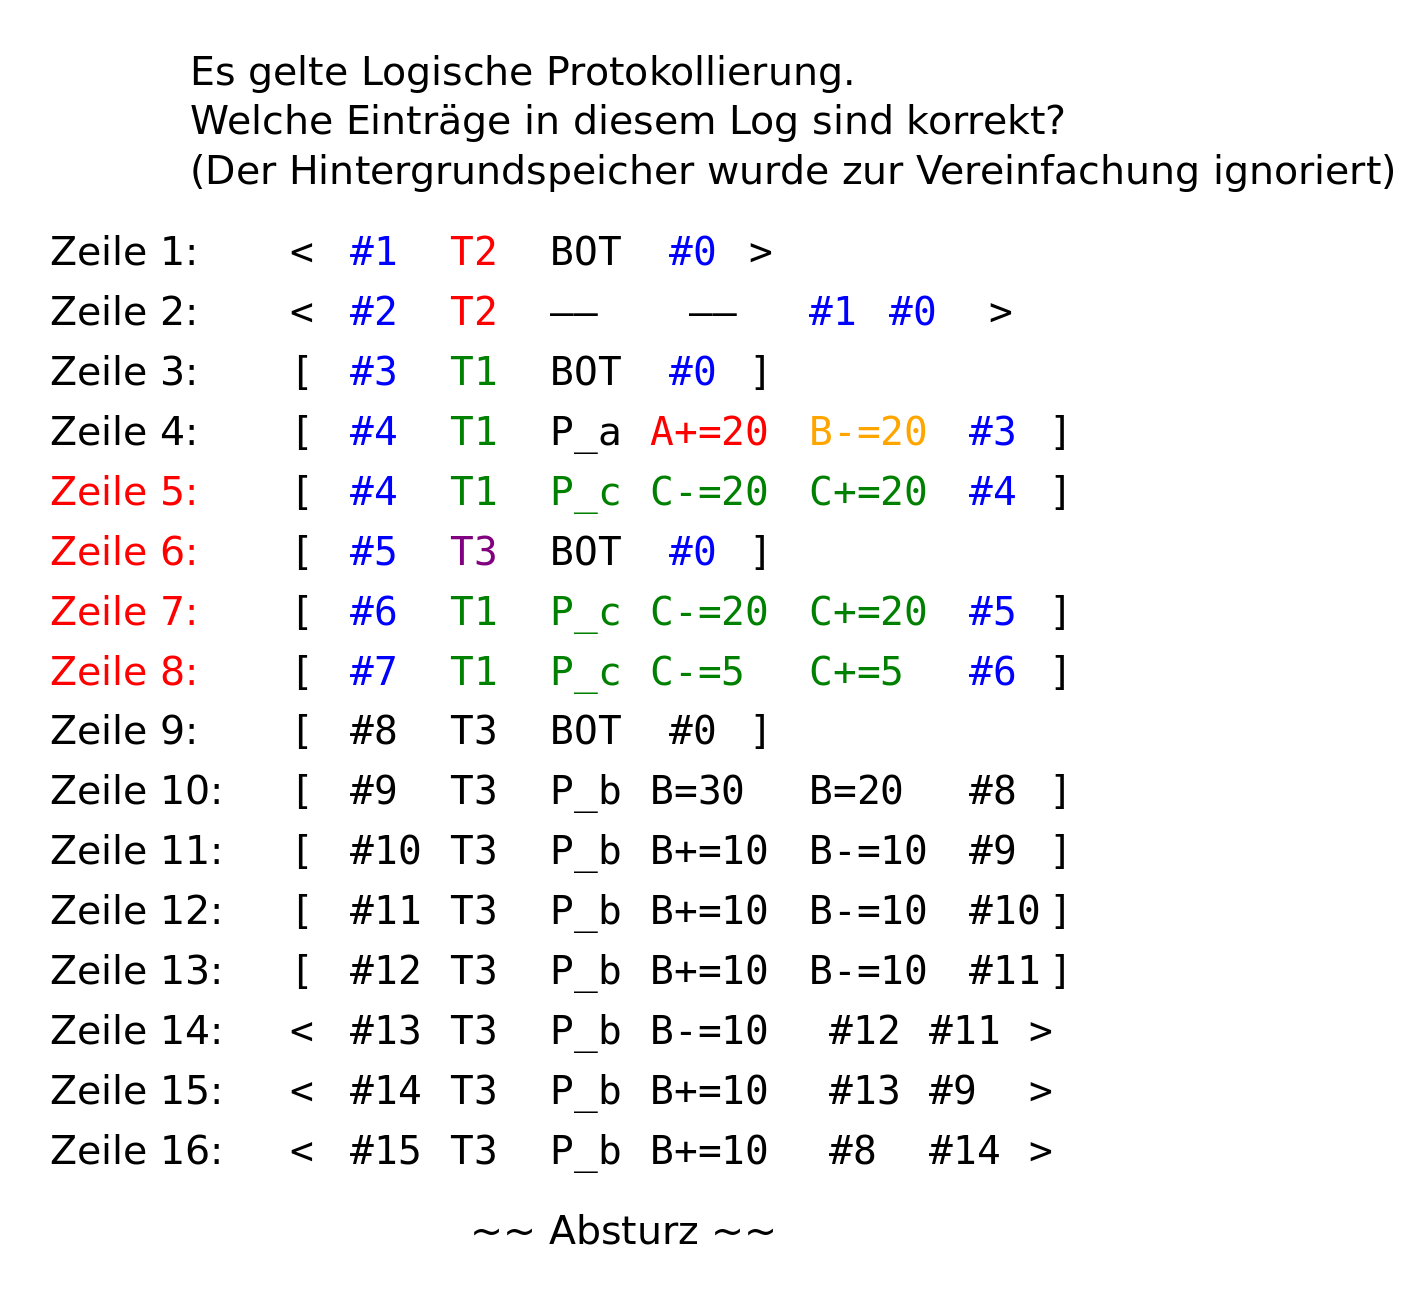 Es gelte Logische Protokollierung.
Welche Einträge in diesem Log sind korrekt?
(Der Hintergrundspeicher wurde zur Vereinfachung ignoriert)
Zeile 1: < #1 T2 BOT #0 >
Zeile 2: < #2 T2 –– –– #1 #0 >
Zeile 3: [ #3 T1 BOT #0 ]
Zeile 4: [ #4 T1 P_a A+=20 B-=20 #3 ]
Zeile 5: [ #4 T1 P_c C-=20 C+=20 #4 ]
Zeile 6: [ #5 T3 BOT #0 ]
Zeile 7: [ #6 T1 P_c C-=20 C+=20 #5 ]
Zeile 8: [ #7 T1 P_c C-=5 C+=5 #6 ]
Zeile 9: [ #8 T3 BOT #0 ]
Zeile 10: [ #9 T3 P_b B=30 B=20 #8 ]
Zeile 11: [ #10 T3 P_b B+=10 B-=10 #9 ]
Zeile 12: [ #11 T3 P_b B+=10 B-=10 #10 ]
Zeile 13: [ #12 T3 P_b B+=10 B-=10 #11 ]
Zeile 14: < #13 T3 P_b B-=10 #12 #11 >
Zeile 15: < #14 T3 P_b B+=10 #13 #9 >
Zeile 16: < #15 T3 P_b B+=10 #8 #14 >
~~ Absturz ~~